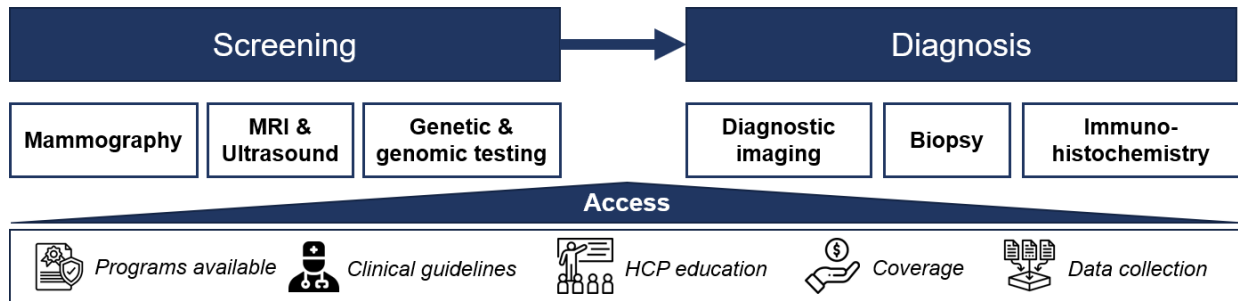 Screening
Diagnosis
Mammography
MRI &
Ultrasound
Genetic &
genomic testing
Diagnostic
imaging
Biopsy
Immuno-
histochemistry
Access
Programs available
Clinical guidelines
HCP education
Coverage
Data collection